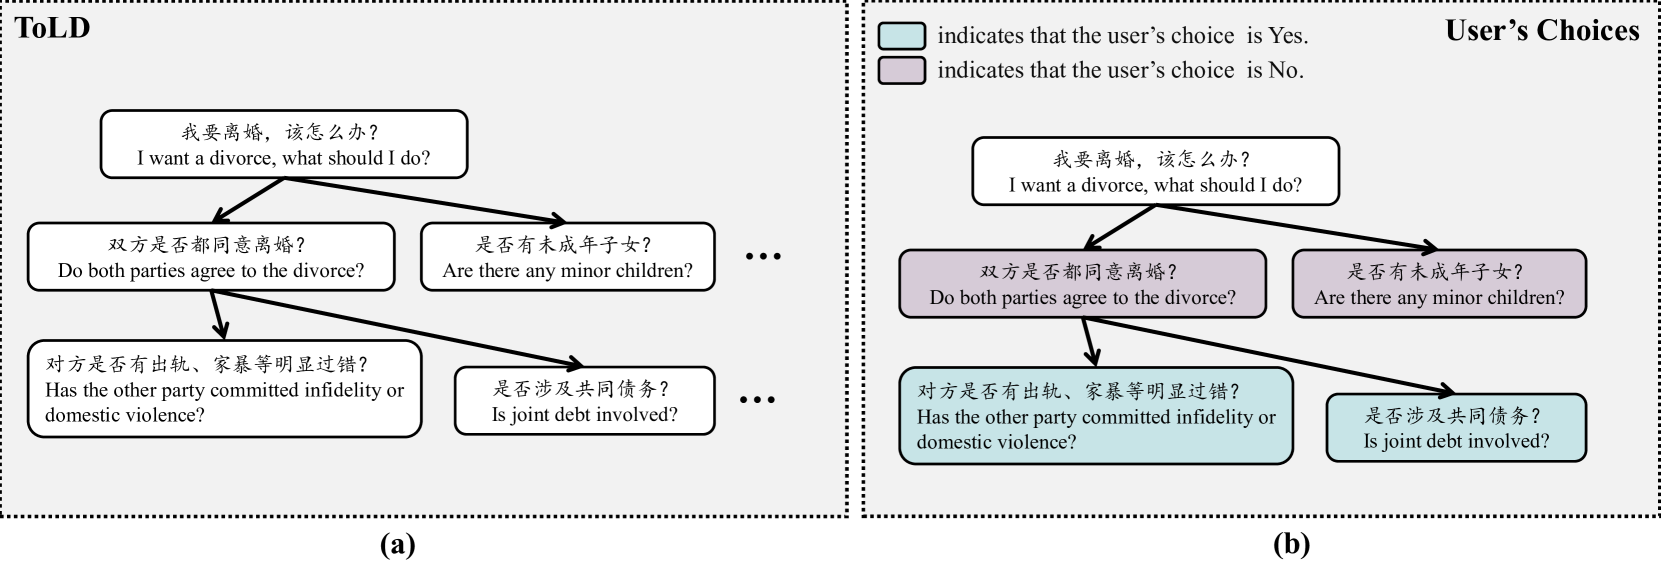 ToLD
我要离婚，该怎么办？
I want a divorce, what should I do?
双方是否都同意离婚？
Do both parties agree to the divorce?
是否有未成年子女？
Are there any minor children?
...
对方是否有出轨、家暴等明显过错？
Has the other party committed infidelity or
domestic violence?
是否涉及共同债务？
Is joint debt involved?
...
(a)
indicates that the user’s choice is Yes.
indicates that the user’s choice is No.
User’s Choices
我要离婚，该怎么办？
I want a divorce, what should I do?
双方是否都同意离婚？
Do both parties agree to the divorce?
是否有未成年子女？
Are there any minor children?
对方是否有出轨、家暴等明显过错？
Has the other party committed infidelity or
domestic violence?
是否涉及共同债务？
Is joint debt involved?
(b)